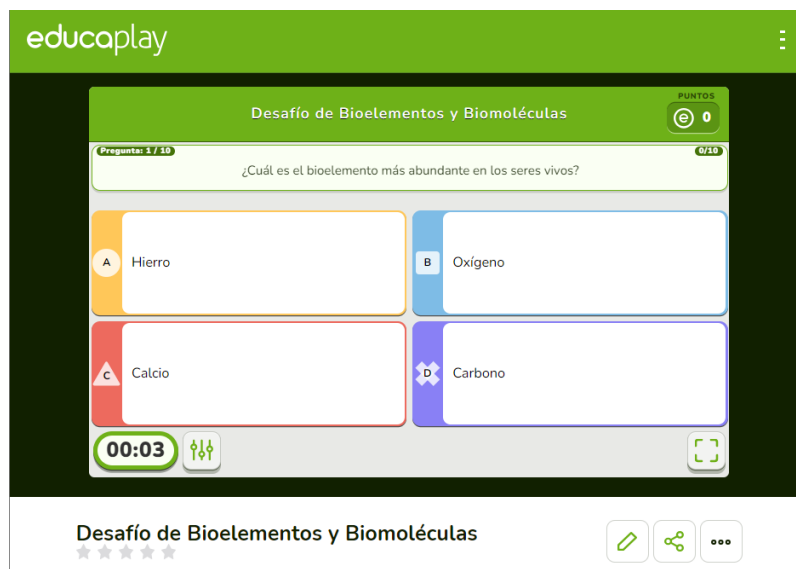 educaplay
Desafío de Bioelementos y Biomoléculas
PUNTOS
e 0
Pregunta: 1 / 10
0/10
¿Cuál es el bioelemento más abundante en los seres vivos?
A Hierro
B Oxígeno
C Calcio
D Carbono
00:03
Desafío de Bioelementos y Biomoléculas